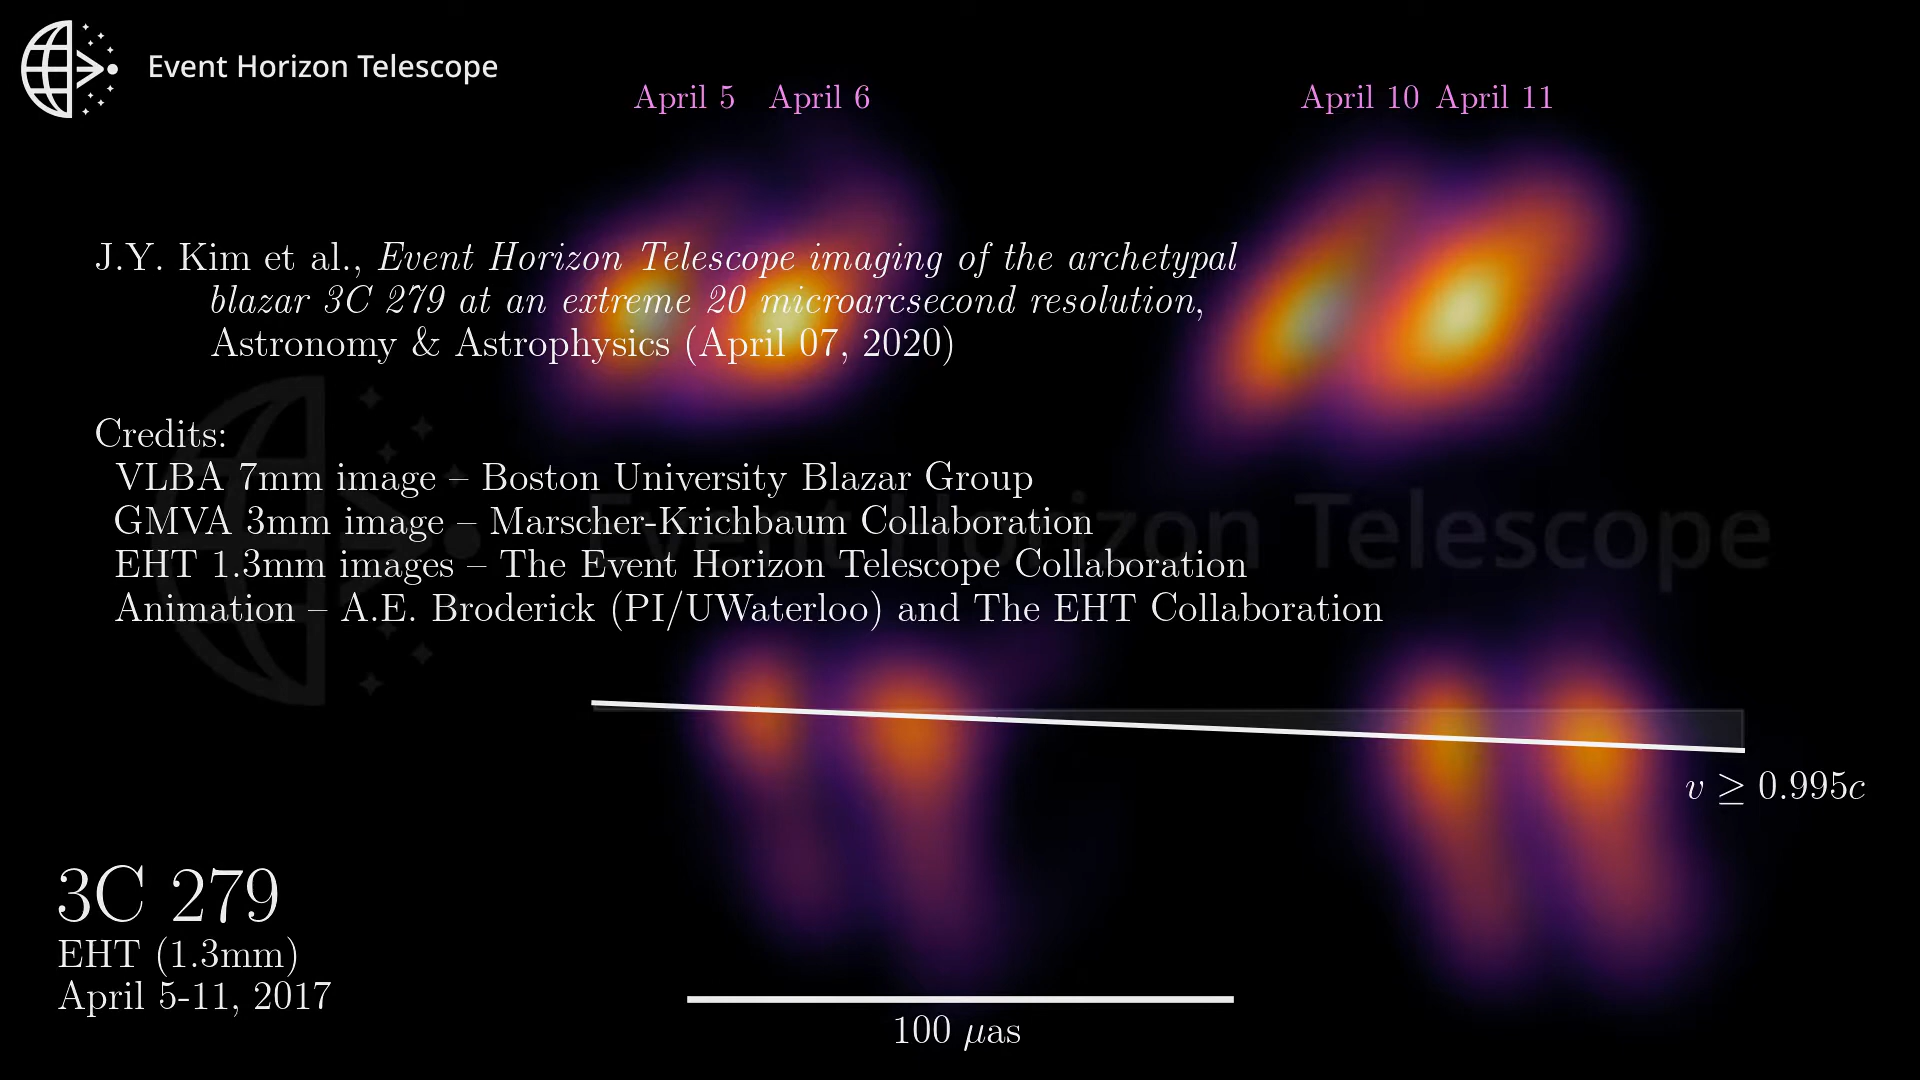 Event Horizon Telescope
April 5 April 6 April 10 April 11
J.Y. Kim et al., Event Horizon Telescope imaging of the archetypal
blazar 3C 279 at an extreme 20 microarcsecond resolution,
Astronomy & Astrophysics (April 07, 2020)
Credits:
VLBA 7mm image – Boston University Blazar Group
GMVA 3mm image – Marscher-Krichbaum Collaboration
EHT 1.3mm images – The Event Horizon Telescope Collaboration
Animation – A.E. Broderick (PI/UWaterloo) and The EHT Collaboration
Event Horizon Telescope
v ≥ 0.995c
3C 279
EHT (1.3mm)
April 5-11, 2017
100 μas